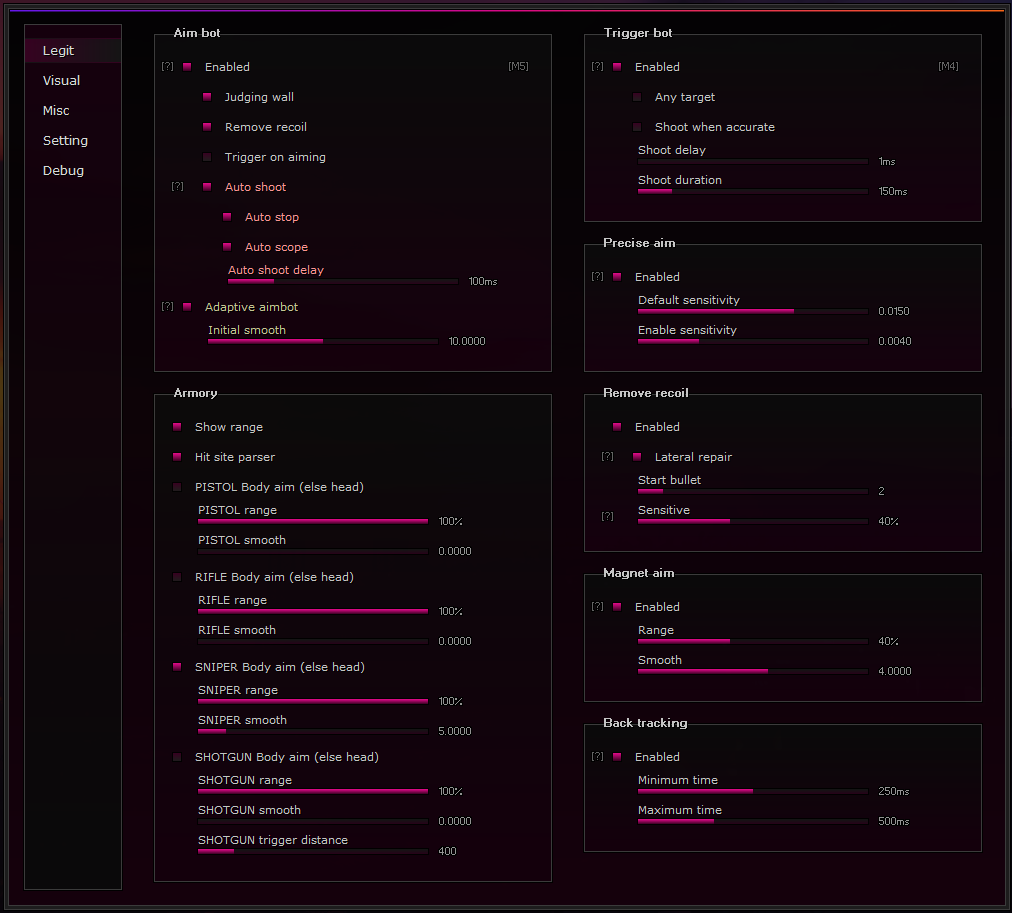 Legit
Visual
Misc
Setting
Debug
Aim bot
[?] Enabled [M5]
Judging wall
Remove recoil
Trigger on aiming
[?] Auto shoot
Auto stop
Auto scope
Auto shoot delay
100ms
[?] Adaptive aimbot
Initial smooth
10.0000
Armory
Show range
Hit site parser
PISTOL Body aim (else head)
PISTOL range
100%
PISTOL smooth
0.0000
RIFLE Body aim (else head)
RIFLE range
100%
RIFLE smooth
0.0000
SNIPER Body aim (else head)
SNIPER range
100%
SNIPER smooth
5.0000
SHOTGUN Body aim (else head)
SHOTGUN range
100%
SHOTGUN smooth
0.0000
SHOTGUN trigger distance
400
Trigger bot
[?] Enabled [M4]
Any target
Shoot when accurate
Shoot delay
1ms
Shoot duration
150ms
Precise aim
[?] Enabled
Default sensitivity
0.0150
Enable sensitivity
0.0040
Remove recoil
Enabled
[?] Lateral repair
Start bullet
2
[?] Sensitive
40%
Magnet aim
[?] Enabled
Range
40%
Smooth
4.0000
Back tracking
[?] Enabled
Minimum time
250ms
Maximum time
500ms